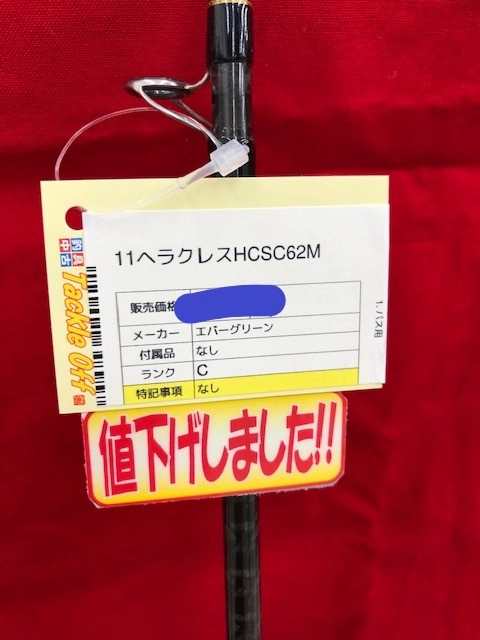 11ヘラクレスHCSC62M
販売価格
メーカー エバーグリーン
付属品 なし
ランク C
特記事項 なし
1. バス用
釣具
中古
Tackle Off
値下げしました!!